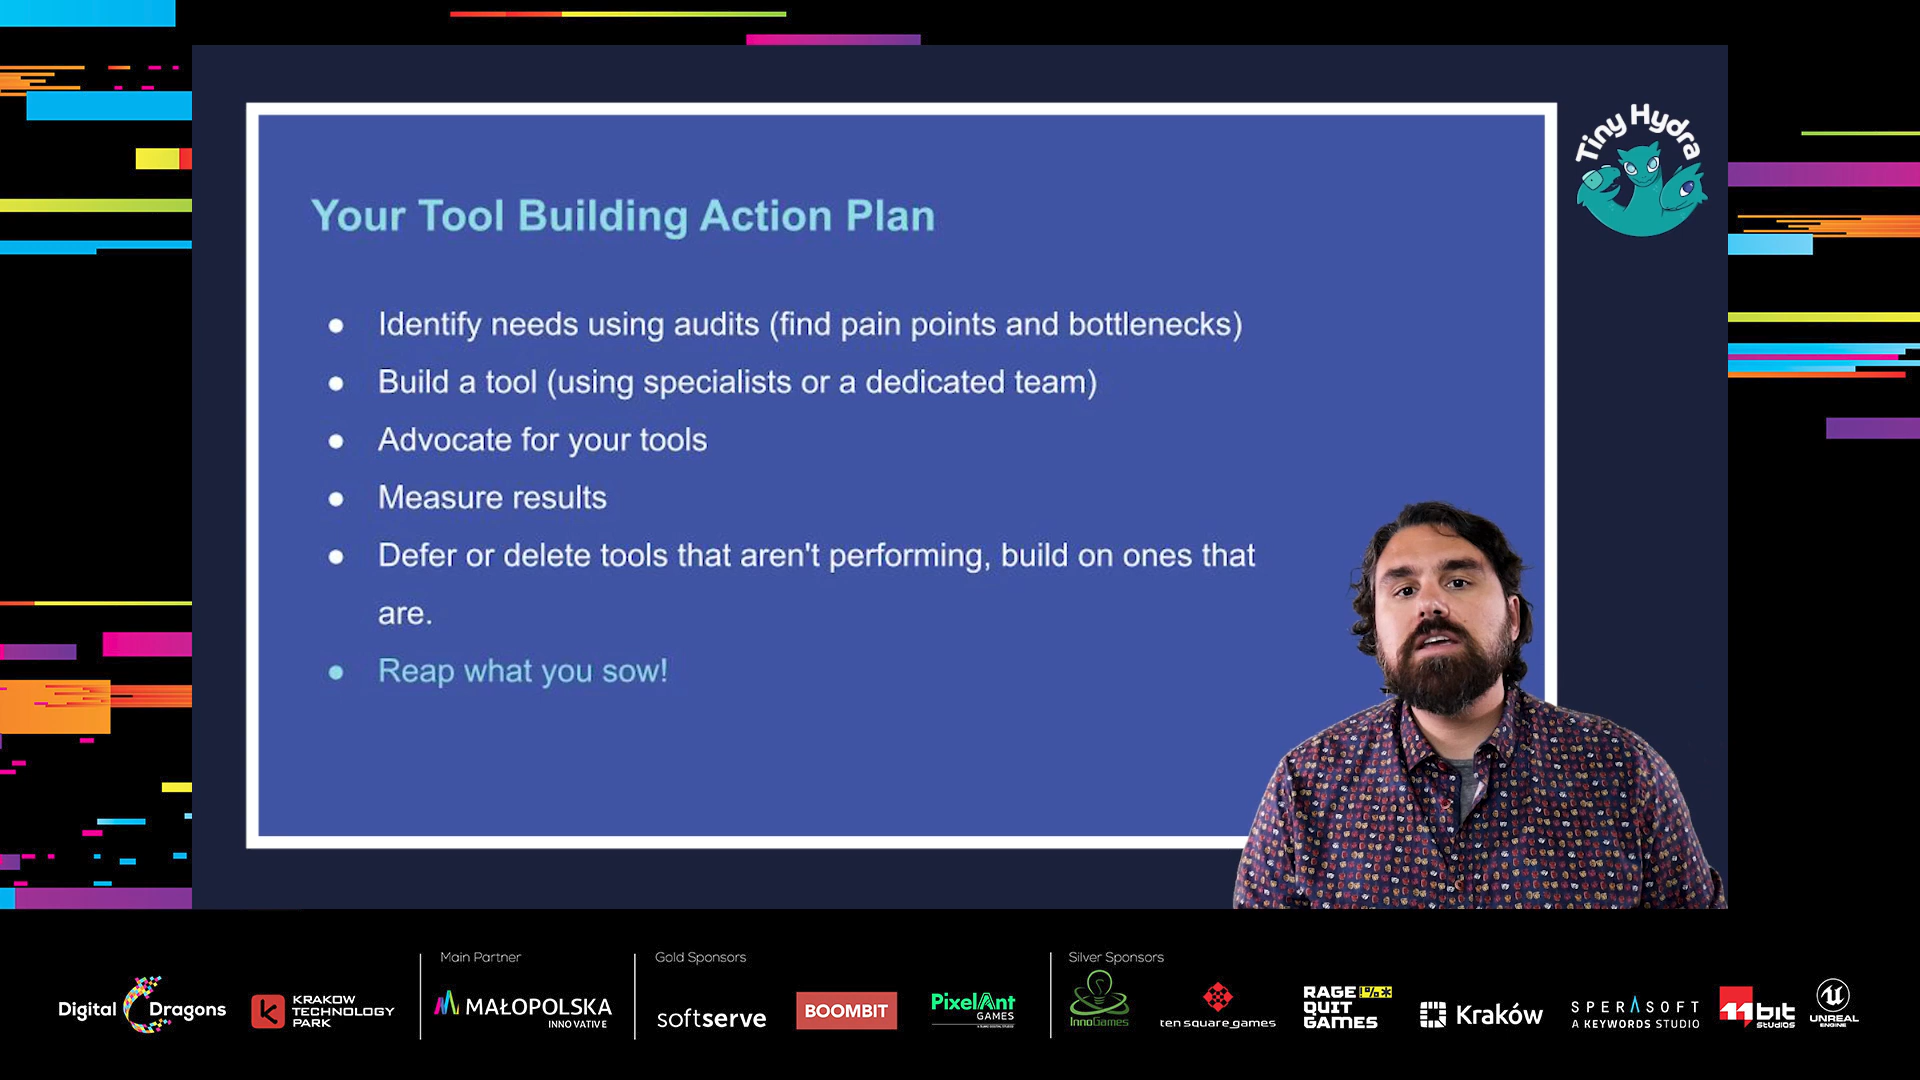 Tiny Hydra
Your Tool Building Action Plan
● Identify needs using audits (find pain points and bottlenecks)
● Build a tool (using specialists or a dedicated team)
● Advocate for your tools
● Measure results
● Defer or delete tools that aren't performing, build on ones that
are.
● Reap what you sow!
Main Partner
Gold Sponsors
Silver Sponsors
Digital Dragons
KRAKOW
TECHNOLOGY
PARK
MAŁOPOLSKA
INNOVATIVE
softserve
BOOMBIT
PixelAnt
GAMES
InnoGames
ten square games
RAGE !%*
QUIT
GAMES
Kraków
SPERASOFT
A KEYWORDS STUDIO
11 bit
STUDIOS
UNREAL
ENGINE